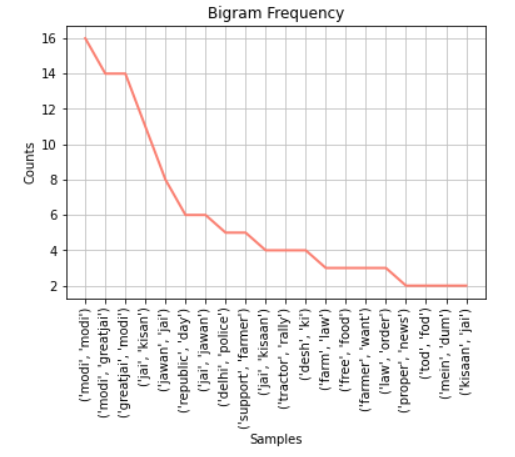 Bigram Frequency
Counts
16
14
12
10
8
6
4
2
('modi', 'modi')
('modi', 'greatjai')
('greatjai', 'modi')
('jai', 'kisan')
('jawan', 'jai')
('republic', 'day')
('jai', 'jawan')
('delhi', 'police')
('support', 'farmer')
('jai', 'kisaan')
('tractor', 'rally')
('desh', 'ki')
('farm', 'law')
('free', 'food')
('farmer', 'want')
('law', 'order')
('proper', 'news')
('tod', 'fod')
('mein', 'dum')
('kisaan', 'jai')
Samples